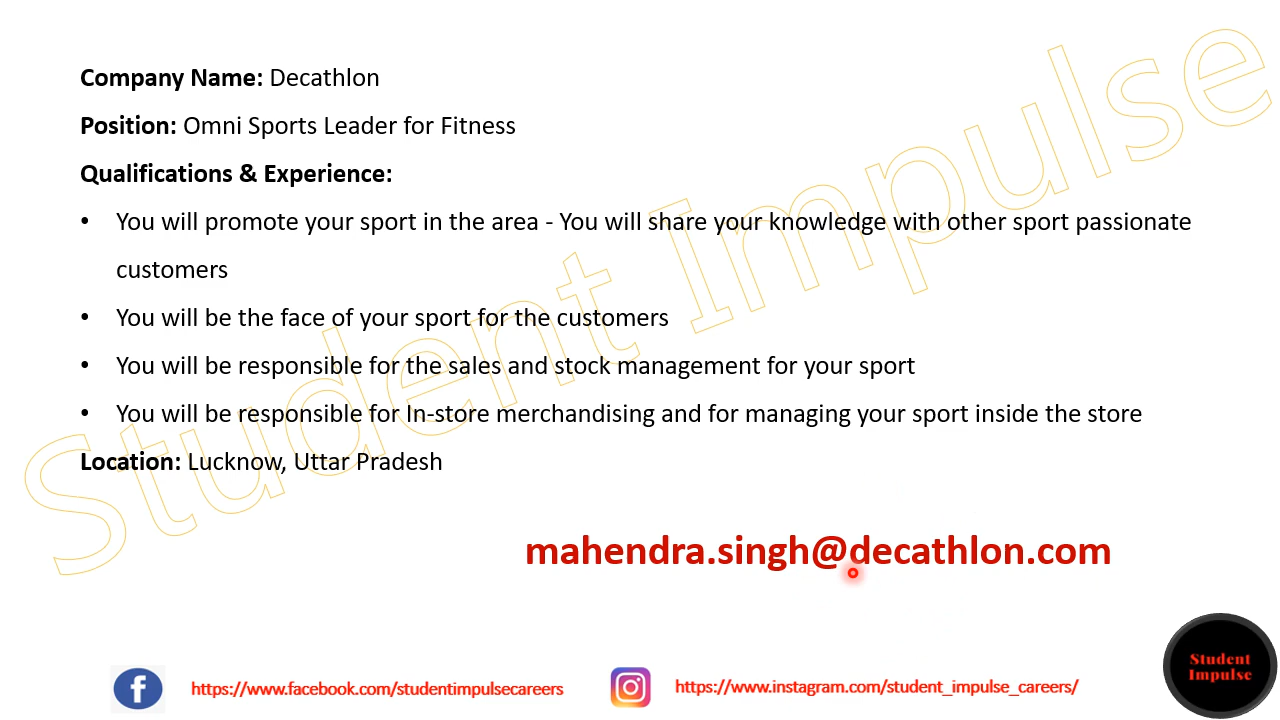 Company Name: Decathlon
Position: Omni Sports Leader for Fitness
Qualifications & Experience:
• You will promote your sport in the area - You will share your knowledge with other sport passionate
customers
• You will be the face of your sport for the customers
• You will be responsible for the sales and stock management for your sport
• You will be responsible for In-store merchandising and for managing your sport inside the store
Location: Lucknow, Uttar Pradesh
Student Impulse
mahendra.singh@decathlon.com
https://www.facebook.com/studentimpulsecareers
https://www.instagram.com/student_impulse_careers/
Student
Impulse